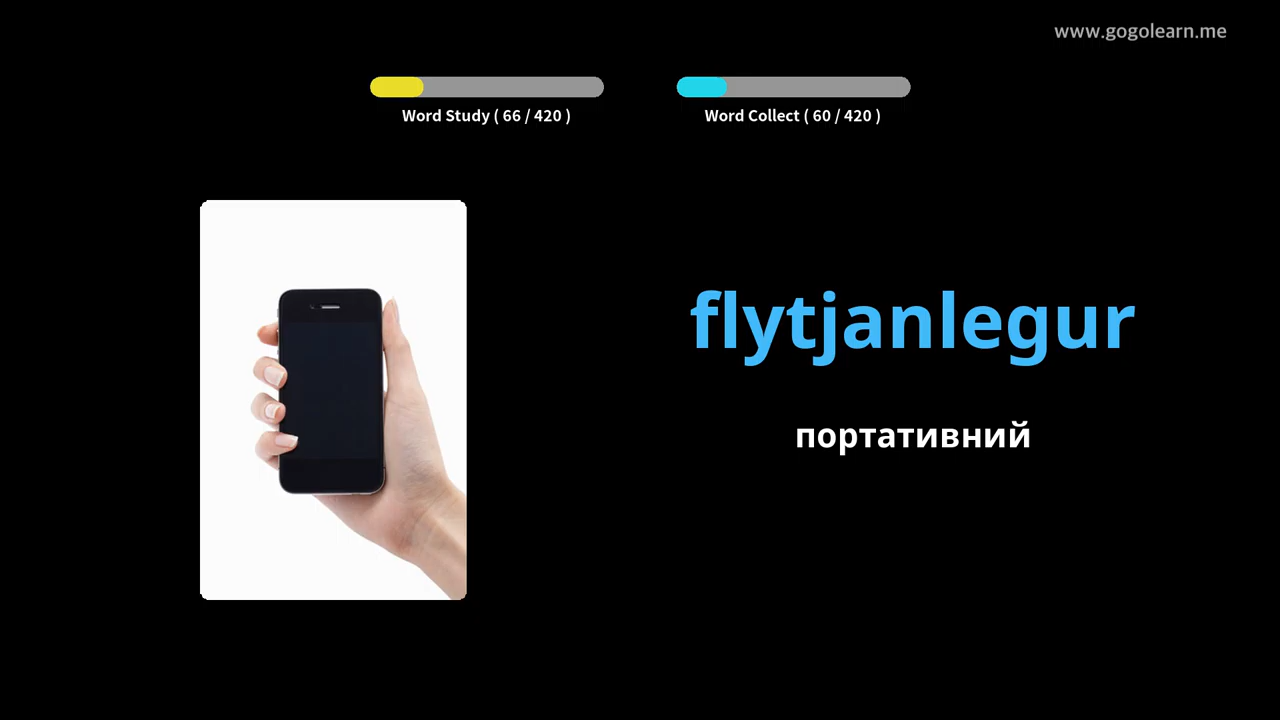 www.gogolearn.me
Word Study ( 66 / 420 )
Word Collect ( 60 / 420 )
flytjanlegur
портативний